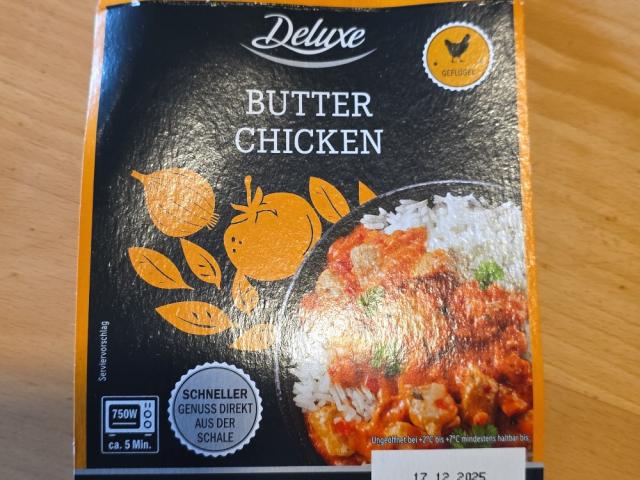 Deluxe
GEFLÜGEL
BUTTER
CHICKEN
Serviervorschlag
750W
ca. 5 Min.
SCHNELLER
GENUSS DIREKT
AUS DER
SCHALE
Ungeöffnet bei +2°C bis +7°C mindestens haltbar bis:
17.12.2025